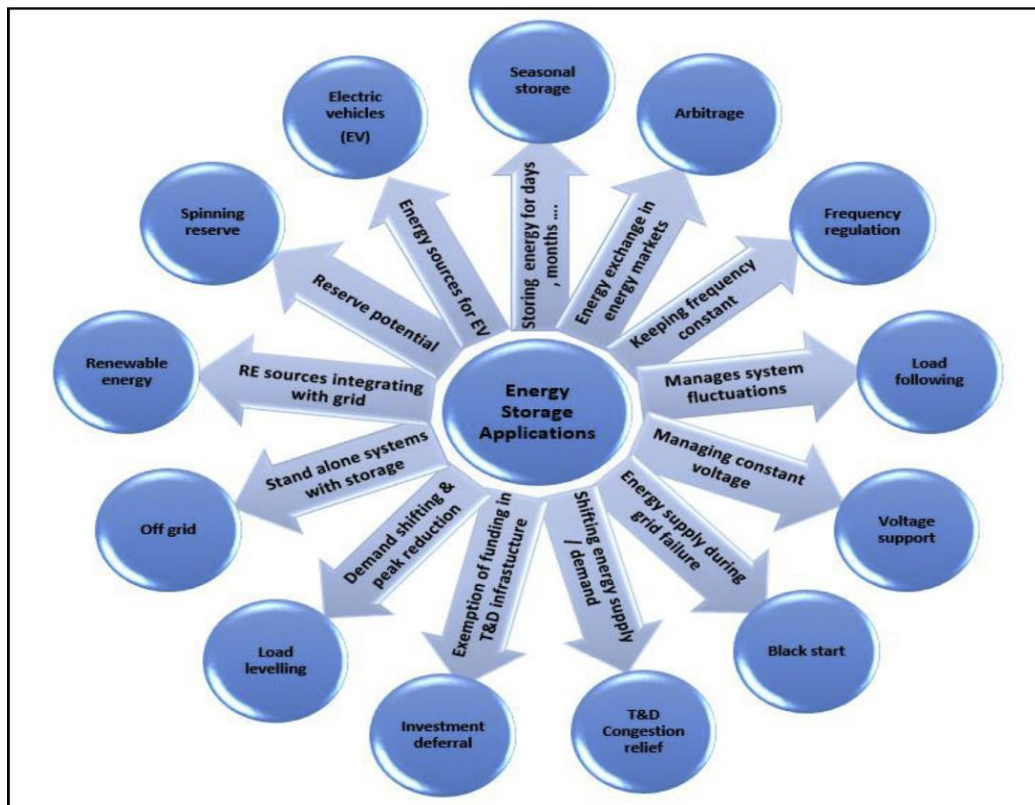 Seasonal
storage
Storing energy for days
, months ....
Arbitrage
Energy exchange in
energy markets
Frequency
regulation
Keeping frequency
constant
Load
following
Manages system
fluctuations
Voltage
support
Managing constant
voltage
Black start
Energy supply during
grid failure
T&D
Congestion
relief
Shifting energy supply
/ demand
Investment
deferral
Exemption of funding in
T&D infrastucture
Load
levelling
Demand shifting &
peak reduction
Off grid
Stand alone systems
with storage
Renewable
energy
RE sources integrating
with grid
Spinning
reserve
Reserve potential
Electric
vehicles
(EV)
Energy sources for EV
Energy
Storage
Applications